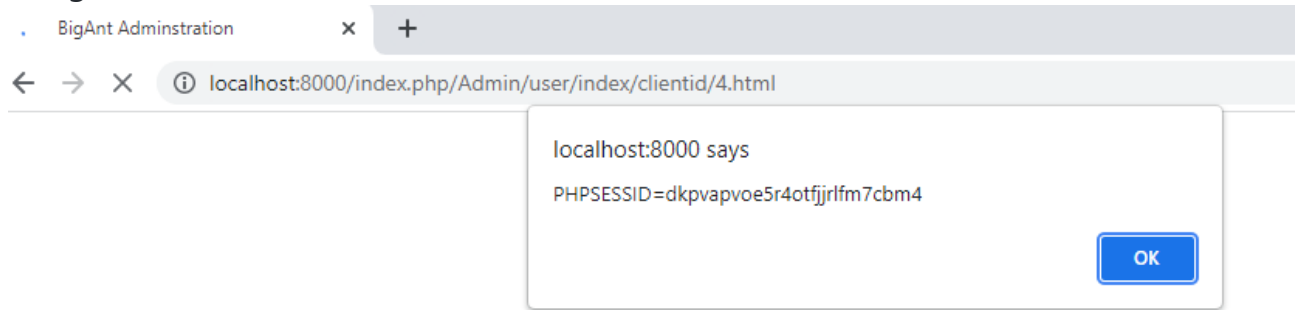 BigAnt Adminstration
localhost:8000/index.php/Admin/user/index/clientid/4.html
localhost:8000 says
PHPSESSID=dkpvapvoe5r4otfjjrlfm7cbm4
OK